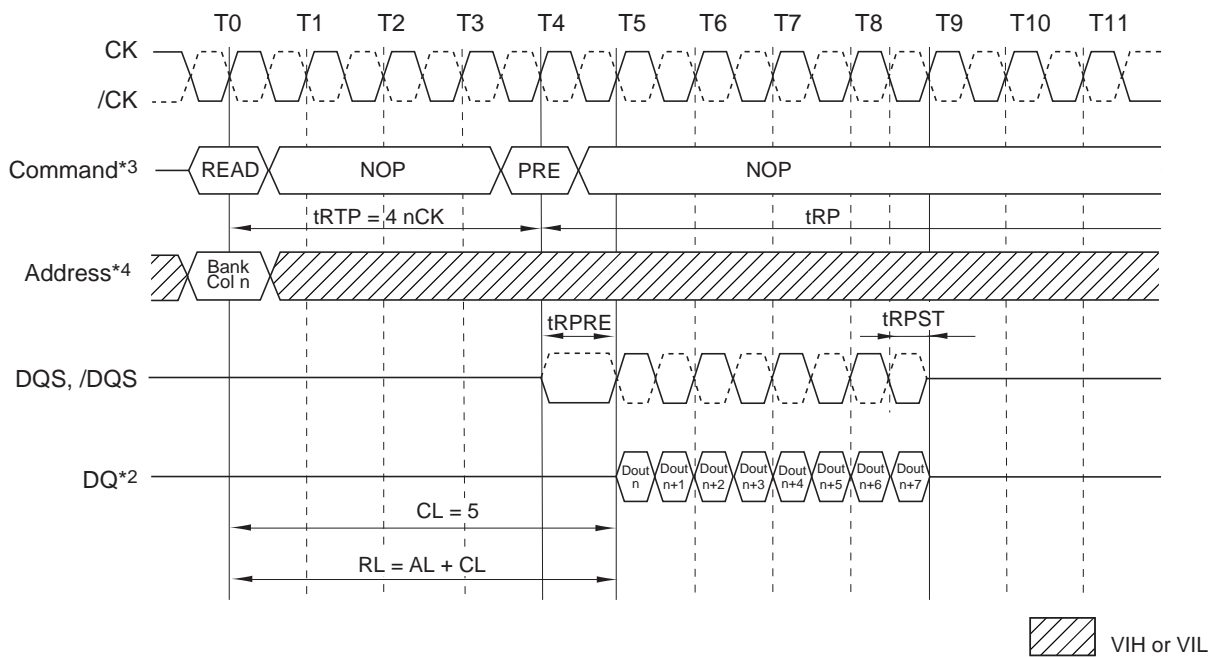 T0 T1 T2 T3 T4 T5 T6 T7 T8 T9 T10 T11
CK
/CK
Command*3
READ NOP PRE NOP
tRTP = 4 nCK tRP
Address*4
Bank
Col n
tRPRE tRPST
DQS, /DQS
DQ*2
Dout Dout Dout Dout Dout Dout Dout Dout
n n+1 n+2 n+3 n+4 n+5 n+6 n+7
CL = 5
RL = AL + CL
VIH or VIL